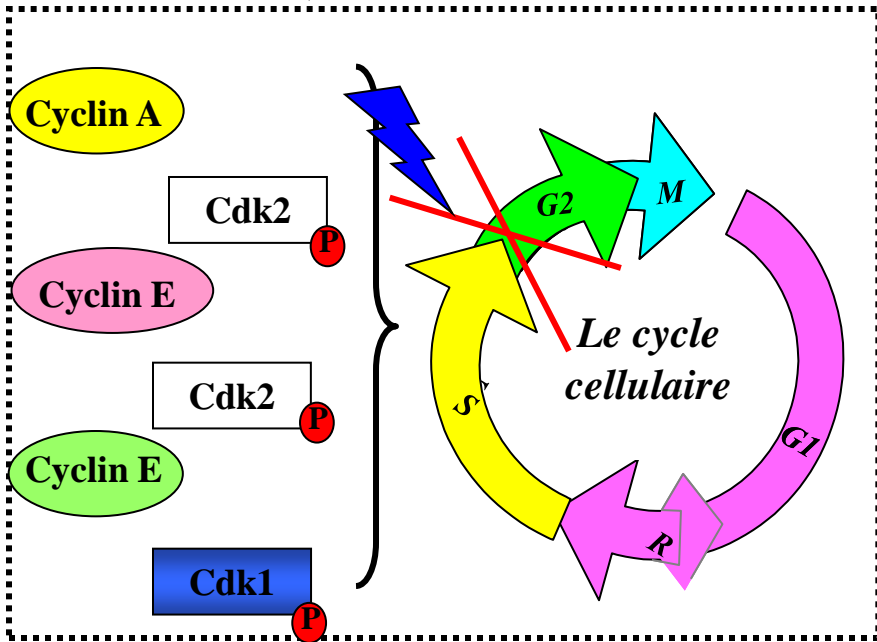 Cyclin A
Cdk2
P
Cyclin E
Cdk2
P
Cyclin E
Cdk1
P
G2
M
Le cycle
cellulaire
S
G1
R